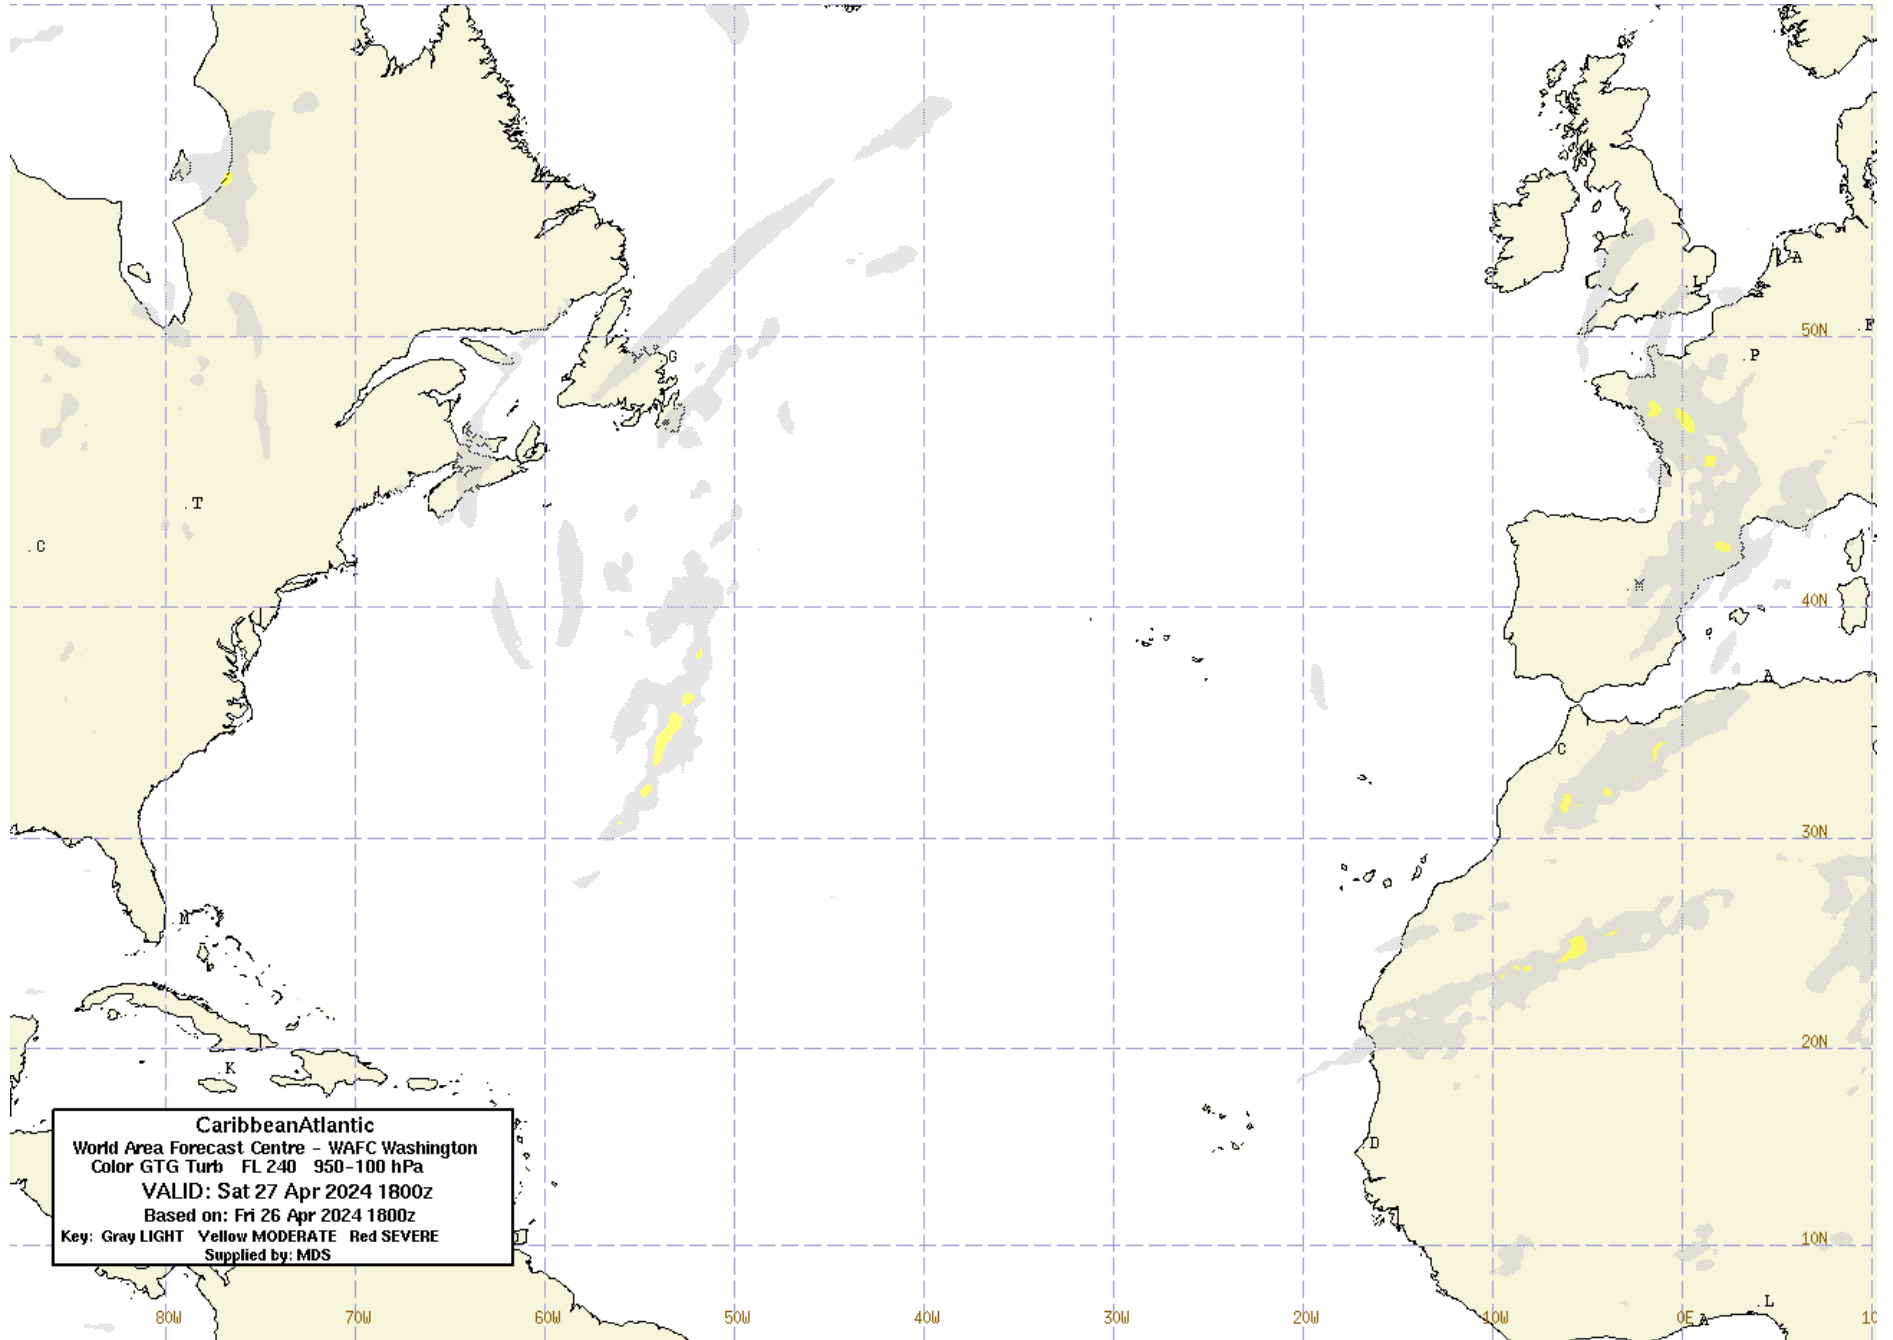 G
L
A
50N
F
P
T
C
M
40N
A
C
30N
M
20N
K
CaribbeanAtlantic
World Area Forecast Centre - WAFC Washington
Color GTG Turb FL 240 950-100 hPa
VALID: Sat 27 Apr 2024 1800z
Based on: Fri 26 Apr 2024 1800z
Key: Gray LIGHT Yellow MODERATE Red SEVERE
Supplied by: MDS
D
10N
L
A
80W 70W 60W 50W 40W 30W 20W 10W 0E 10